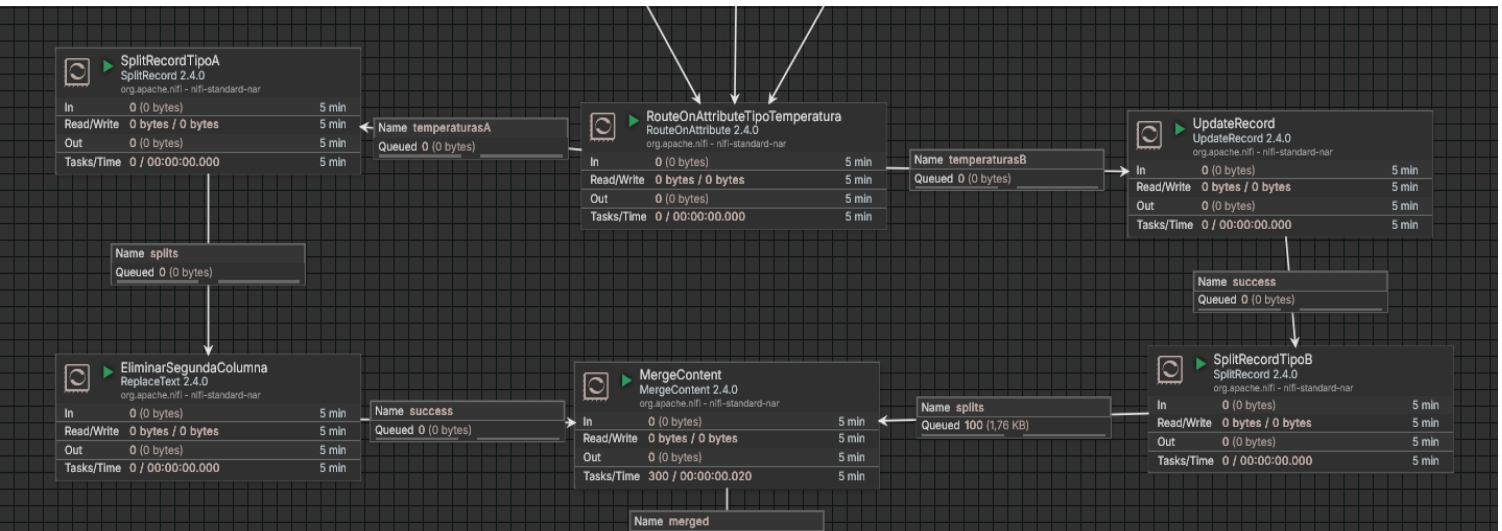 SplitRecordTipoA
SplitRecord 2.4.0
org.apache.nifi - nifi-standard-nar
In 0 (0 bytes) 5 min
Read/Write 0 bytes / 0 bytes 5 min
Out 0 (0 bytes) 5 min
Tasks/Time 0 / 00:00:00.000 5 min
Name temperaturasA
Queued 0 (0 bytes)
RouteOnAttributeTipoTemperatura
RouteOnAttribute 2.4.0
org.apache.nifi - nifi-standard-nar
In 0 (0 bytes) 5 min
Read/Write 0 bytes / 0 bytes 5 min
Out 0 (0 bytes) 5 min
Tasks/Time 0 / 00:00:00.000 5 min
Name temperaturasB
Queued 0 (0 bytes)
UpdateRecord
UpdateRecord 2.4.0
org.apache.nifi - nifi-standard-nar
In 0 (0 bytes) 5 min
Read/Write 0 bytes / 0 bytes 5 min
Out 0 (0 bytes) 5 min
Tasks/Time 0 / 00:00:00.000 5 min
Name splits
Queued 0 (0 bytes)
Name success
Queued 0 (0 bytes)
EliminarSegundaColumna
ReplaceText 2.4.0
org.apache.nifi - nifi-standard-nar
In 0 (0 bytes) 5 min
Read/Write 0 bytes / 0 bytes 5 min
Out 0 (0 bytes) 5 min
Tasks/Time 0 / 00:00:00.000 5 min
Name success
Queued 0 (0 bytes)
MergeContent
MergeContent 2.4.0
org.apache.nifi - nifi-standard-nar
In 0 (0 bytes) 5 min
Read/Write 0 bytes / 0 bytes 5 min
Out 0 (0 bytes) 5 min
Tasks/Time 300 / 00:00:00.020 5 min
Name splits
Queued 100 (1,76 KB)
SplitRecordTipoB
SplitRecord 2.4.0
org.apache.nifi - nifi-standard-nar
In 0 (0 bytes) 5 min
Read/Write 0 bytes / 0 bytes 5 min
Out 0 (0 bytes) 5 min
Tasks/Time 0 / 00:00:00.000 5 min
Name merged